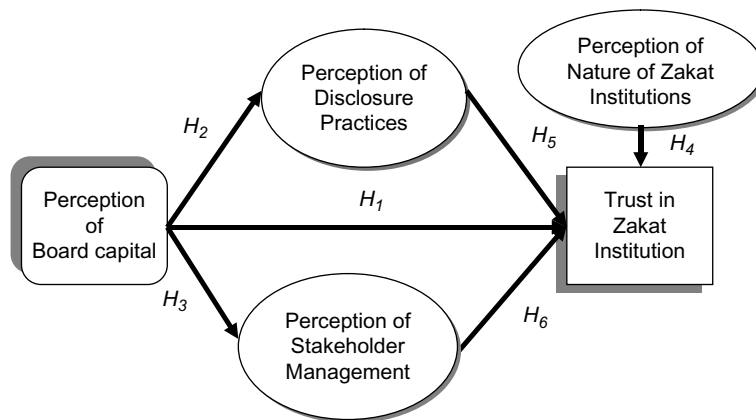 Perception of
Disclosure
Practices
Perception of
Nature of Zakat
Institutions
H2
H5
H4
Perception
of
Board capital
H1
Trust in
Zakat
Institution
H3
Perception of
Stakeholder
Management
H6